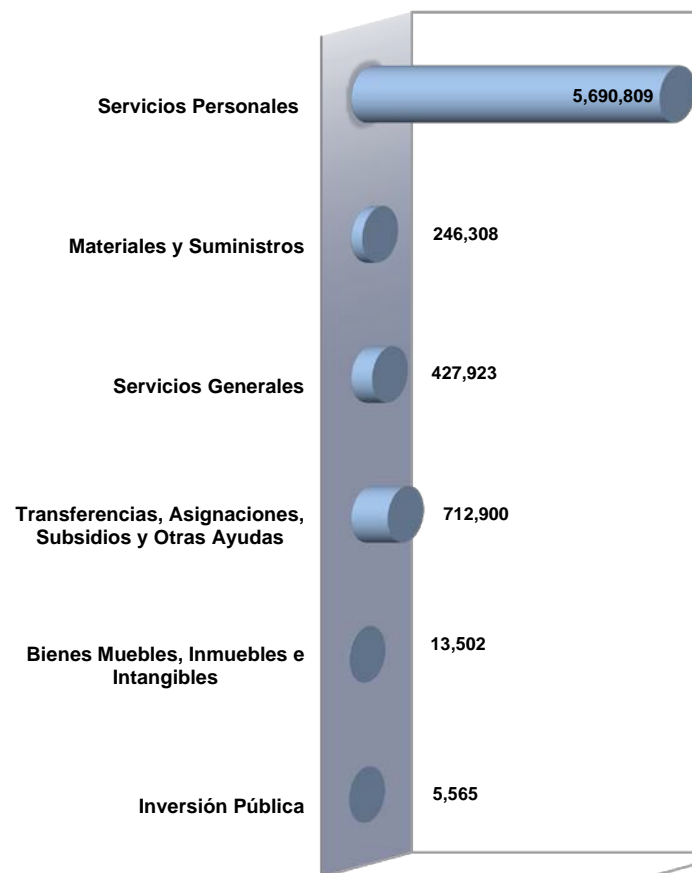 Servicios Personales
5,690,809
Materiales y Suministros
246,308
Servicios Generales
427,923
Transferencias, Asignaciones,
Subsidios y Otras Ayudas
712,900
Bienes Muebles, Inmuebles e
Intangibles
13,502
Inversión Pública
5,565